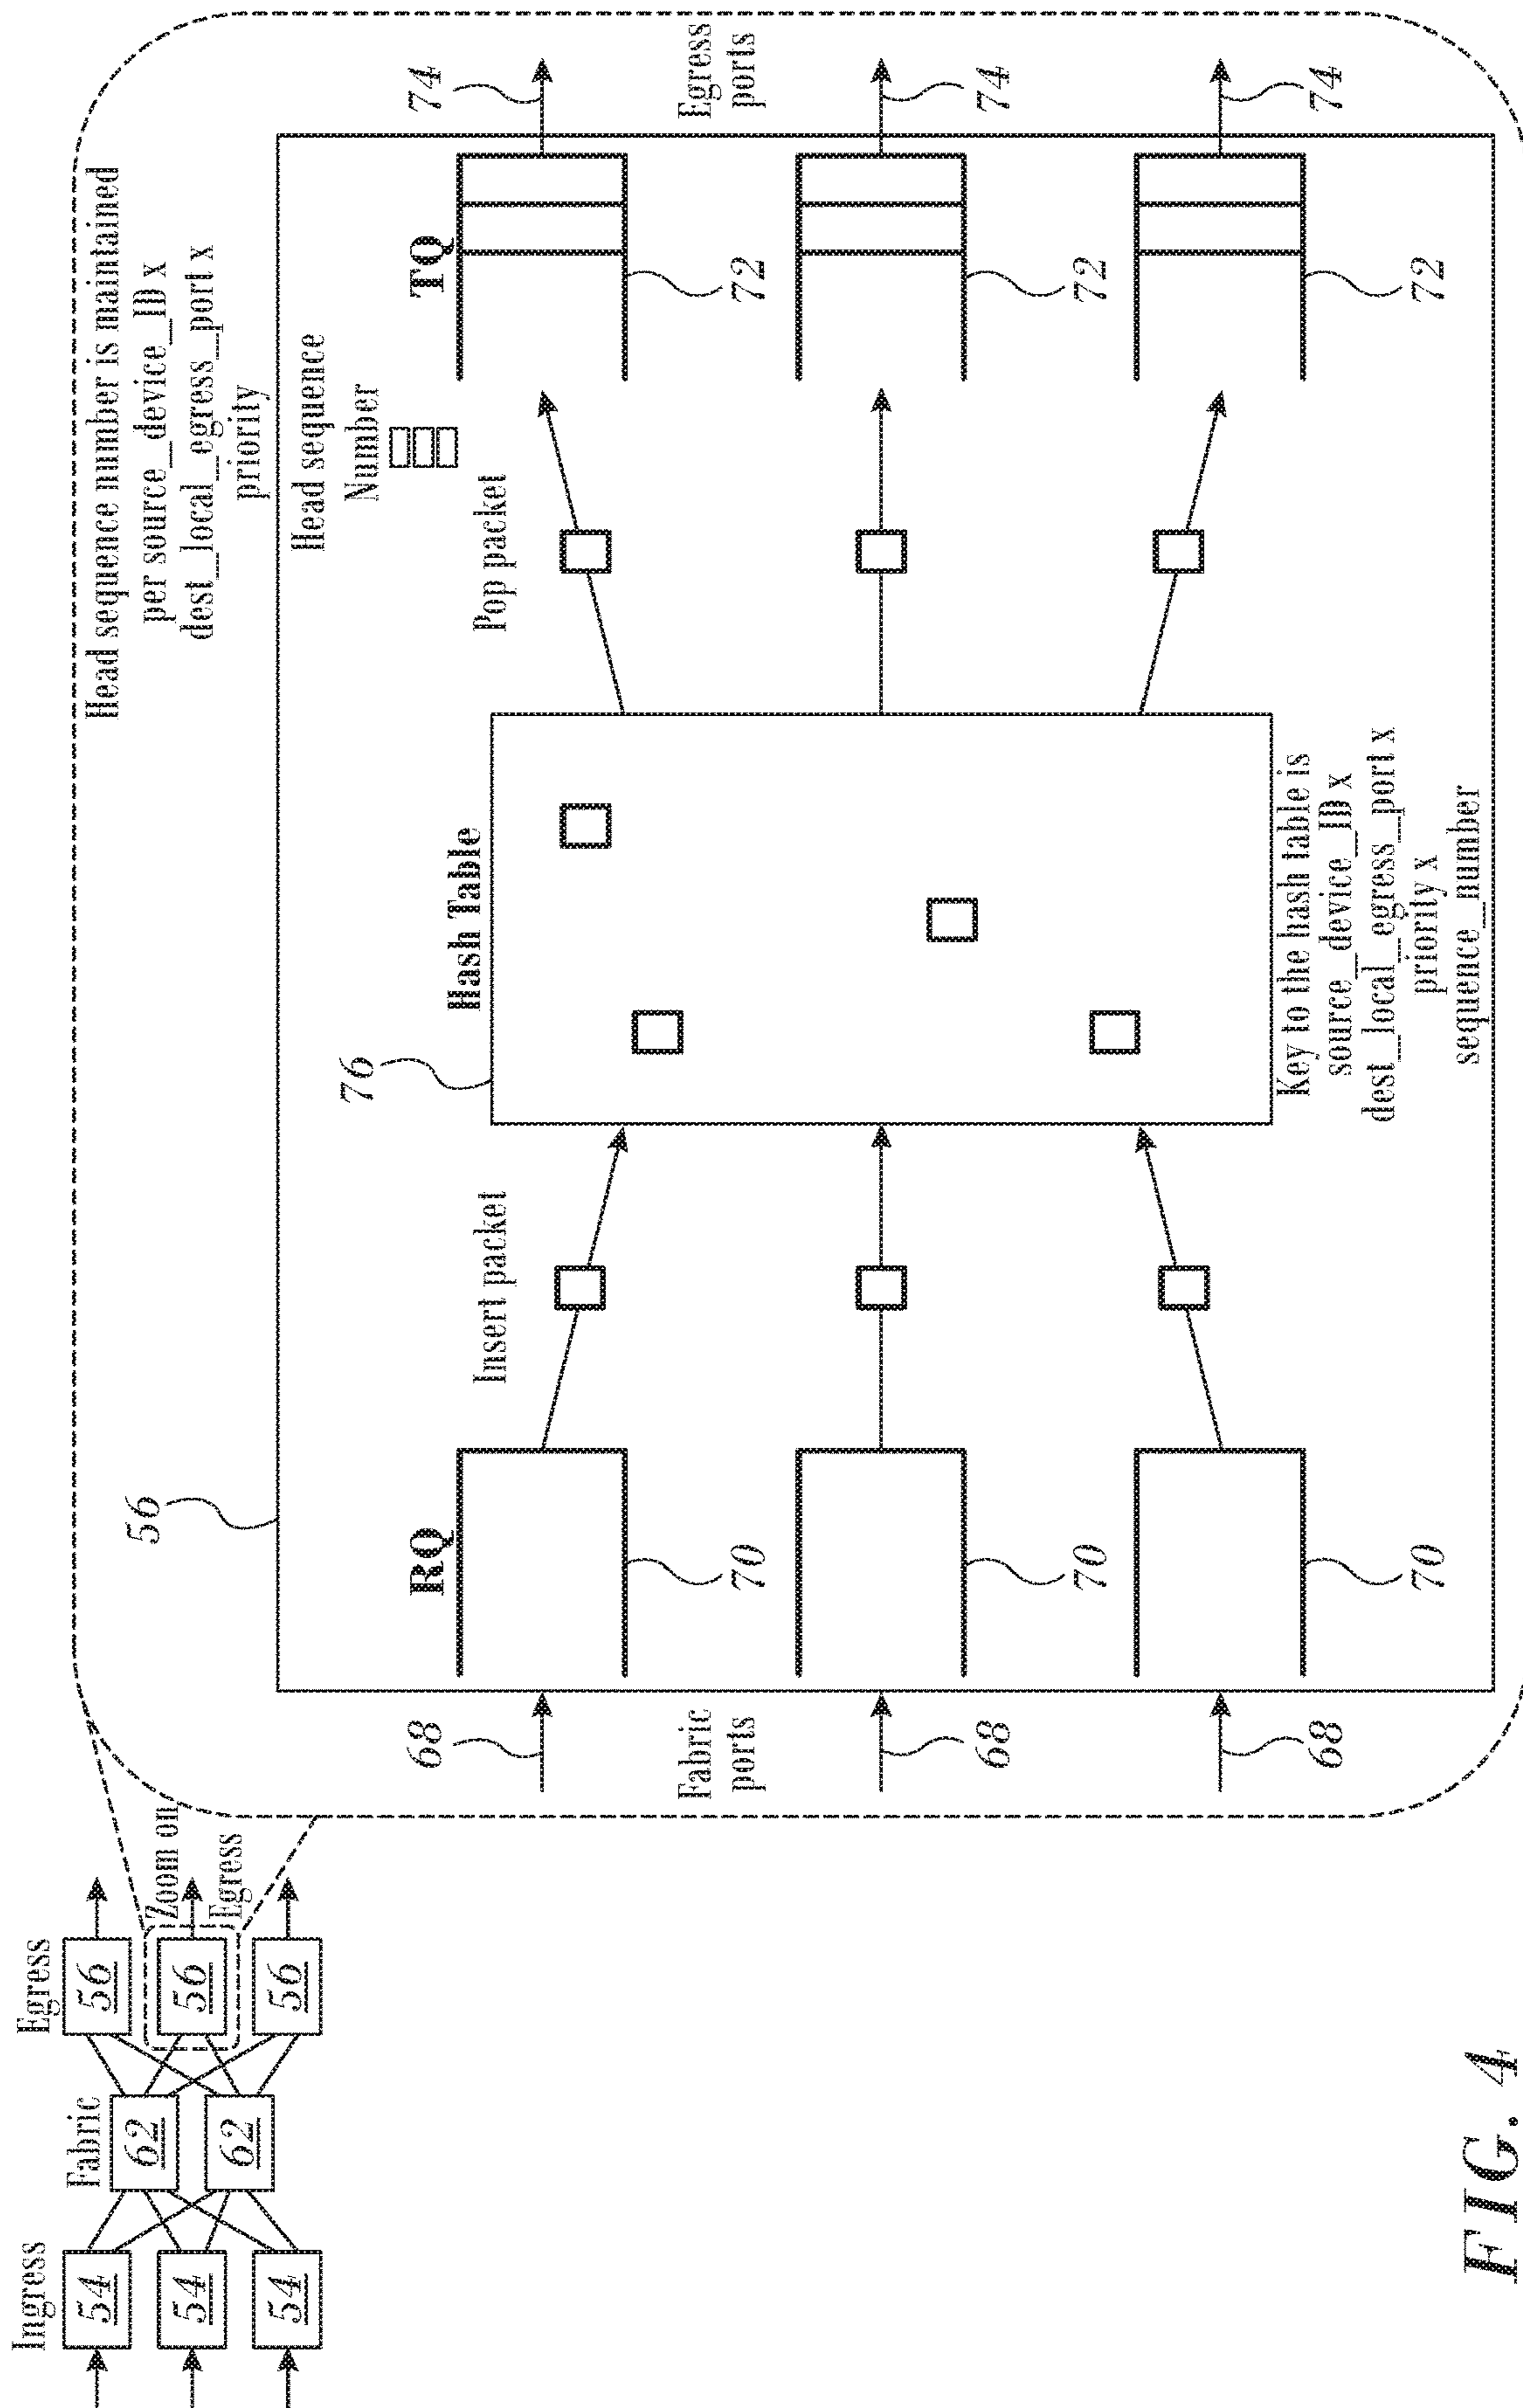 Ingress
Fabric
Egress
54
54
54
62
62
56
56
56
Zoom on
Egress
Head sequence number is maintained
per source_device_ID x
dest_local_egress_port x
priority
56
Head sequence
Number
RQ
Insert packet
76
Hash Table
Pop packet
TQ
68
70
72
74
Fabric
ports
Egress
ports
68
70
72
74
68
70
72
74
Key to the hash table is
source_device_ID x
dest_local_egress_port x
priority x
sequence_number
FIG. 4